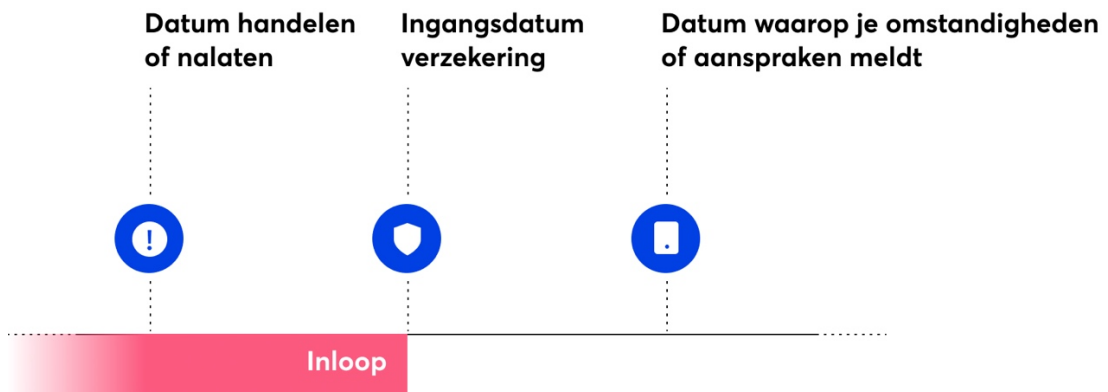 Datum handelen
of nalaten
Ingangsdatum
verzekering
Datum waarop je omstandigheden
of aanspraken meldt
Inloop